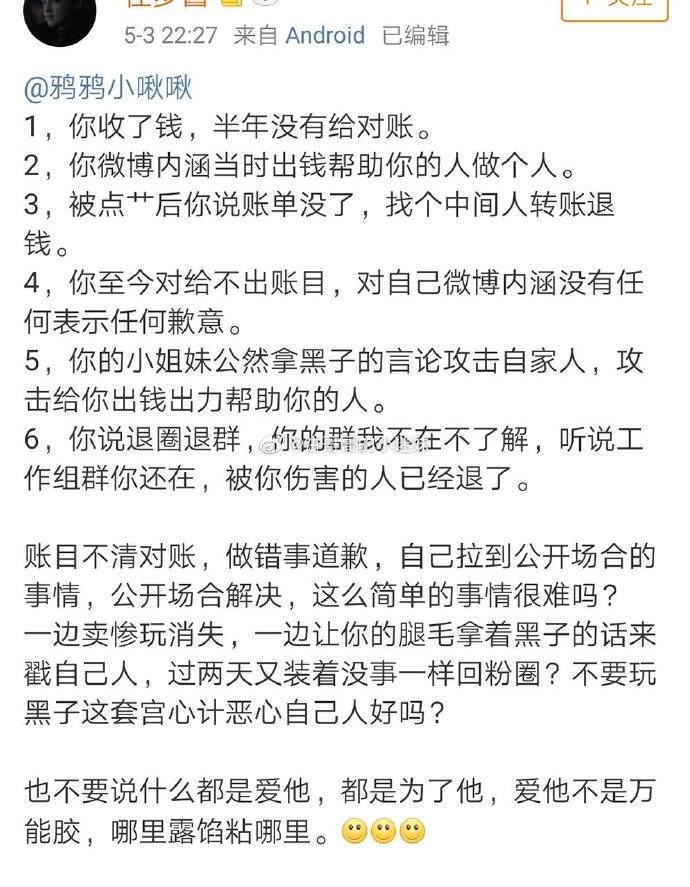 5-3 22:27 来自 Android 已编辑
@鸦鸦小啾啾
1，你收了钱，半年没有给对账。
2，你微博内涵当时出钱帮助你的人做个人。
3，被点艹后你说账单没了，找个中间人转账退
钱。
4，你至今对给不出账目，对自己微博内涵没有任
何表示任何歉意。
5，你的小姐妹公然拿黑子的言论攻击自家人，攻
击给你出钱出力帮助你的人。
6，你说退圈退群，你的群我不在不了解，听说工
作组群你还在，被你伤害的人已经退了。
账目不清对账，做错事道歉，自己拉到公开场合的
事情，公开场合解决，这么简单的事情很难吗？
一边卖惨玩消失，一边让你的腿毛拿着黑子的话来
戳自己人，过两天又装着没事一样回粉圈？不要玩
黑子这套宫心计恶心自己人好吗？
也不要说什么都是爱他，都是为了他，爱他不是万
能胶，哪里露馅粘哪里。